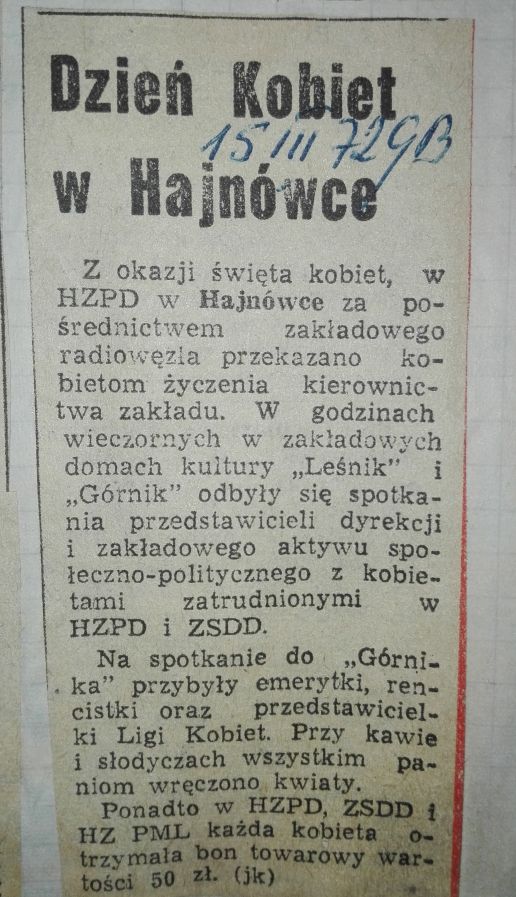 Dzień Kobiet
15 III 72 GB
w Hajnówce
Z okazji święta kobiet, w
HZPD w Hajnówce za po-
średnictwem zakładowego
radiowęzła przekazano ko-
bietom życzenia kierownic-
twa zakładu. W godzinach
wieczornych w zakładowych
domach kultury „Leśnik” i
„Górnik” odbyły się spotka-
nia przedstawicieli dyrekcji
i zakładowego aktywu spo-
łeczno-politycznego z kobie-
tami zatrudnionymi w
HZPD i ZSDD.
Na spotkanie do „Górni-
ka” przybyły emerytki, ren-
cistki oraz przedstawiciel-
ki Ligi Kobiet. Przy kawie
i słodyczach wszystkim pa-
niom wręczono kwiaty.
Ponadto w HZPD, ZSDD i
HZ PML każda kobieta o-
trzymała bon towarowy war-
tości 50 zł. (jk)